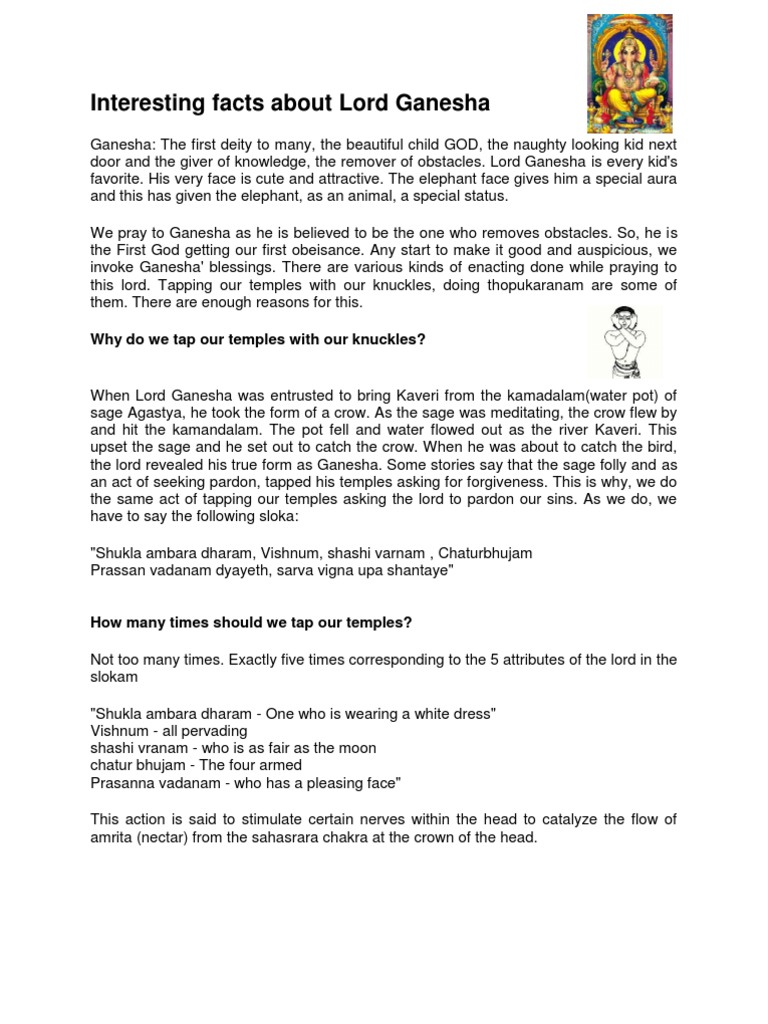 Interesting facts about Lord Ganesha
Ganesha: The first deity to many, the beautiful child GOD, the naughty looking kid next
door and the giver of knowledge, the remover of obstacles. Lord Ganesha is every kid's
favorite. His very face is cute and attractive. The elephant face gives him a special aura
and this has given the elephant, as an animal, a special status.
We pray to Ganesha as he is believed to be the one who removes obstacles. So, he is
the First God getting our first obeisance. Any start to make it good and auspicious, we
invoke Ganesha' blessings. There are various kinds of enacting done while praying to
this lord. Tapping our temples with our knuckles, doing thopukaranam are some of
them. There are enough reasons for this.
Why do we tap our temples with our knuckles?
When Lord Ganesha was entrusted to bring Kaveri from the kamadalam(water pot) of
sage Agastya, he took the form of a crow. As the sage was meditating, the crow flew by
and hit the kamandalam. The pot fell and water flowed out as the river Kaveri. This
upset the sage and he set out to catch the crow. When he was about to catch the bird,
the lord revealed his true form as Ganesha. Some stories say that the sage folly and as
an act of seeking pardon, tapped his temples asking for forgiveness. This is why, we do
the same act of tapping our temples asking the lord to pardon our sins. As we do, we
have to say the following sloka:
"Shukla ambara dharam, Vishnum, shashi varnam , Chaturbhujam
Prassan vadanam dyayeth, sarva vigna upa shantaye"
How many times should we tap our temples?
Not too many times. Exactly five times corresponding to the 5 attributes of the lord in the
slokam
"Shukla ambara dharam - One who is wearing a white dress"
Vishnum - all pervading
shashi vranam - who is as fair as the moon
chatur bhujam - The four armed
Prasanna vadanam - who has a pleasing face"
This action is said to stimulate certain nerves within the head to catalyze the flow of
amrita (nectar) from the sahasrara chakra at the crown of the head.